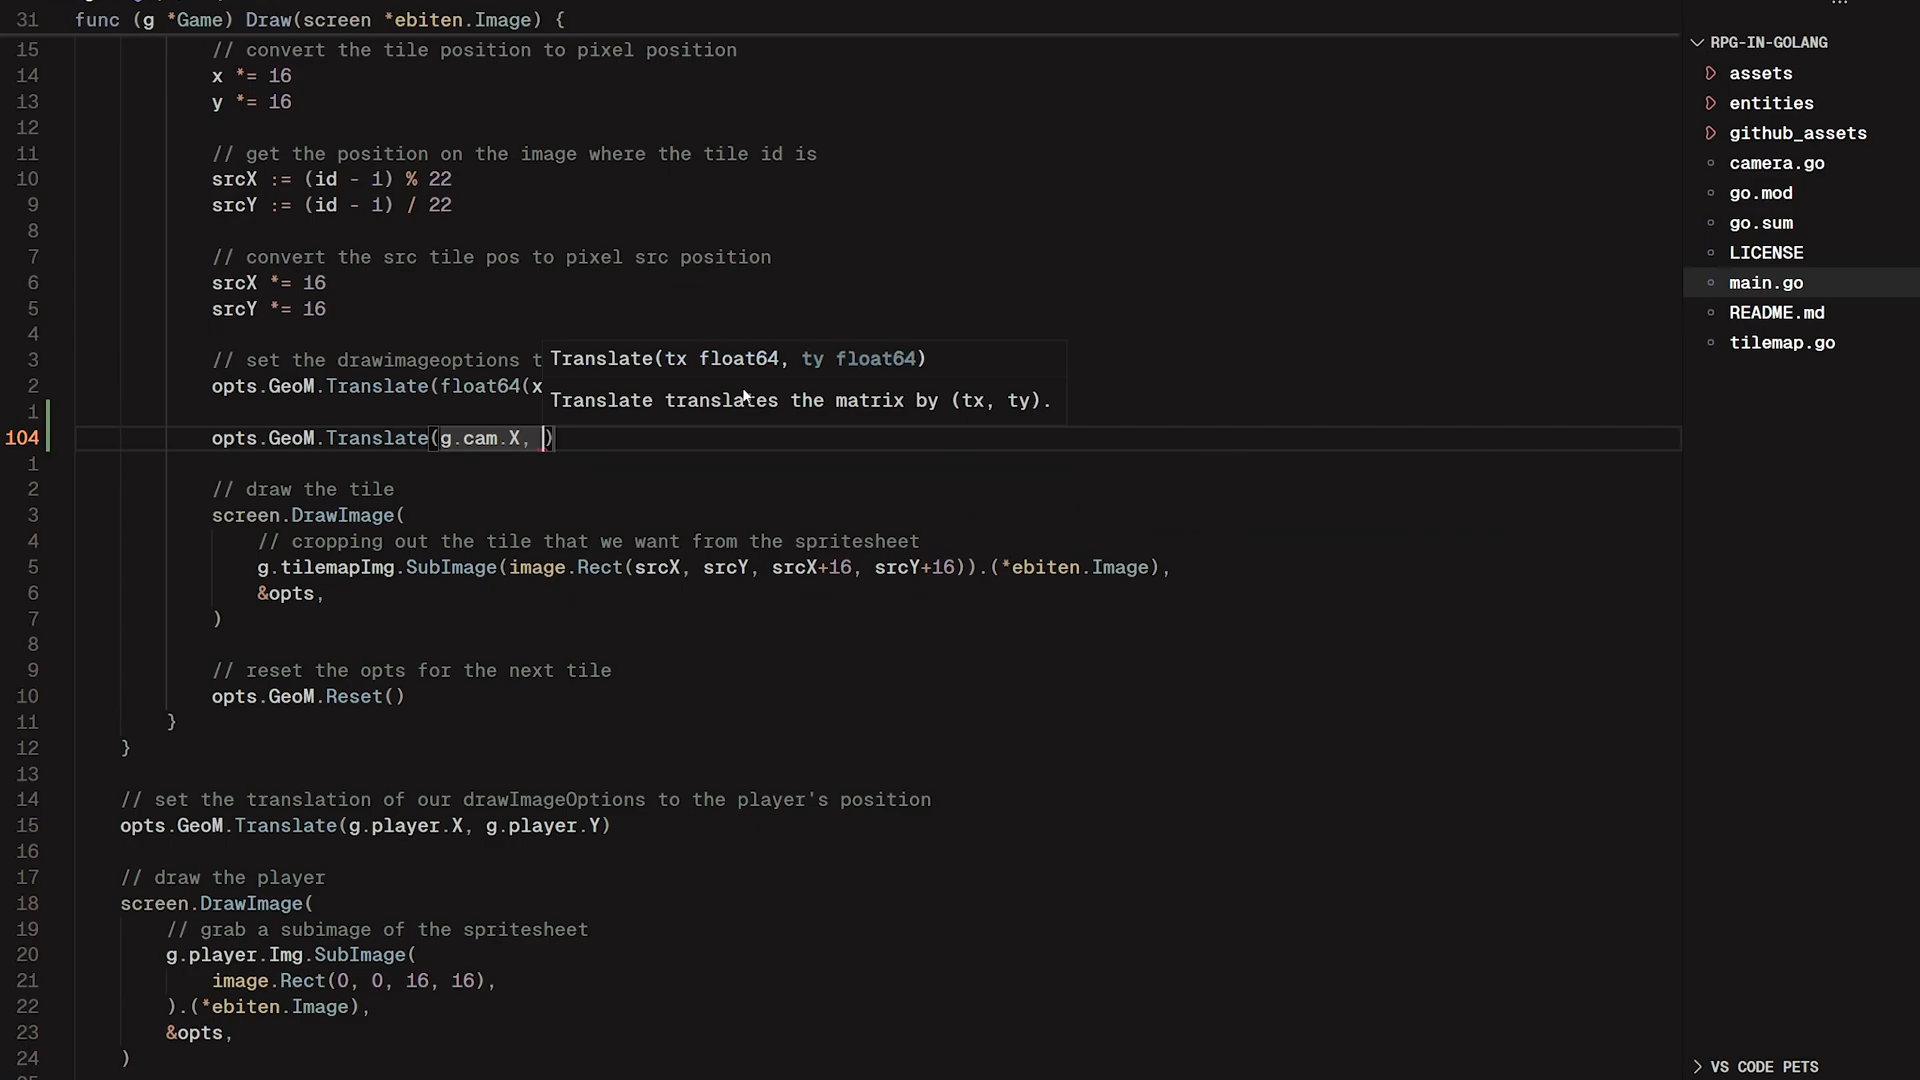 31 func (g *Game) Draw(screen *ebiten.Image) {
15 // convert the tile position to pixel position
14 x *= 16
13 y *= 16
12
11 // get the position on the image where the tile id is
10 srcX := (id - 1) % 22
9 srcY := (id - 1) / 22
8
7 // convert the src tile pos to pixel src position
6 srcX *= 16
5 srcY *= 16
4
3 // set the drawimageoptions t
2 opts.GeoM.Translate(float64(x
Translate(tx float64, ty float64)
Translate translates the matrix by (tx, ty).
1
104 opts.GeoM.Translate(g.cam.X, )
1
2 // draw the tile
3 screen.DrawImage(
4 // cropping out the tile that we want from the spritesheet
5 g.tilemapImg.SubImage(image.Rect(srcX, srcY, srcX+16, srcY+16)).(*ebiten.Image),
6 &opts,
7 )
8
9 // reset the opts for the next tile
10 opts.GeoM.Reset()
11 }
12 }
13
14 // set the translation of our drawImageOptions to the player's position
15 opts.GeoM.Translate(g.player.X, g.player.Y)
16
17 // draw the player
18 screen.DrawImage(
19 // grab a subimage of the spritesheet
20 g.player.Img.SubImage(
21 image.Rect(0, 0, 16, 16),
22 ).(*ebiten.Image),
23 &opts,
24 )
RPG-IN-GOLANG
assets
entities
github_assets
camera.go
go.mod
go.sum
LICENSE
main.go
README.md
tilemap.go
VS CODE PETS